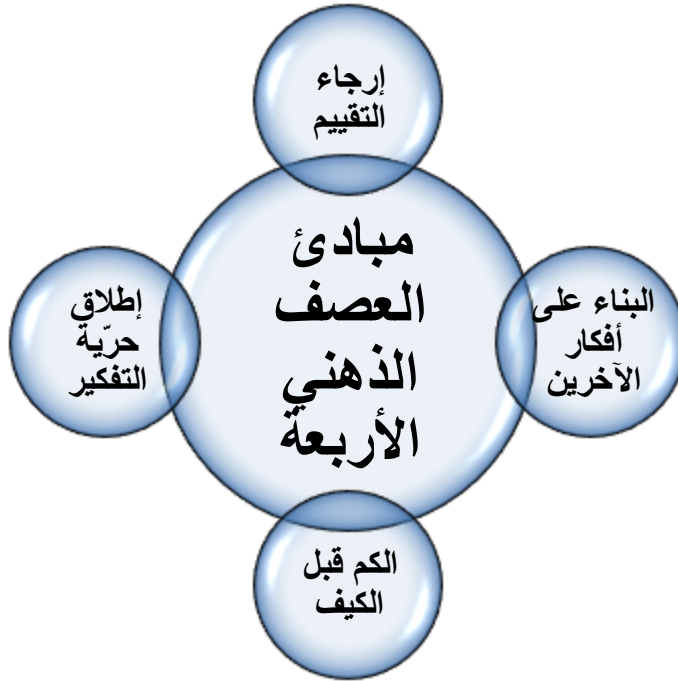 إرجاء
التقييم
مبادئ
العصف
الذهني
الأربعة
البناء على
أفكار
الآخرين
إطلاق
حرّية
التفكير
الكم قبل
الكيف